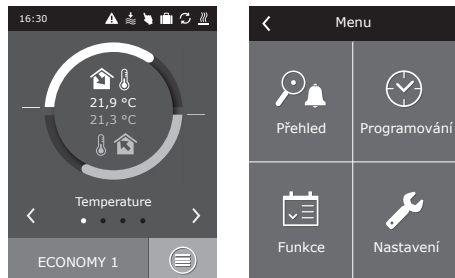 16:30
21,9 °C
21,3 °C
Temperature
ECONOMY 1
Menu
Přehled
Programování
Funkce
Nastavení